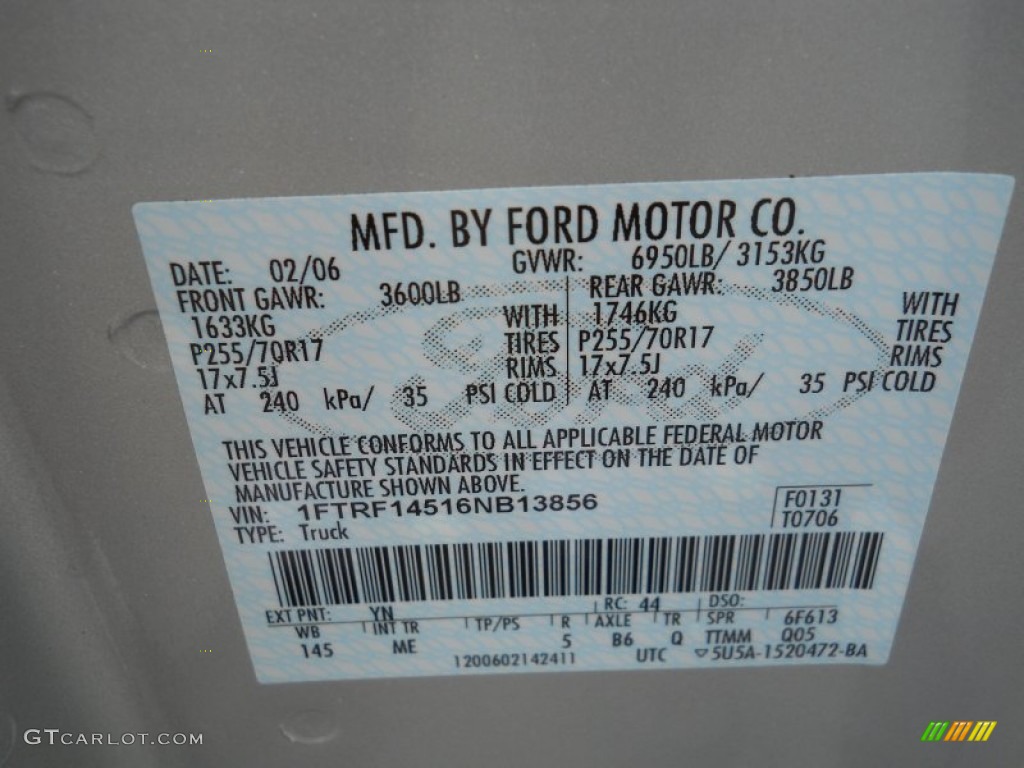 MFD. BY FORD MOTOR CO.
DATE: 02/06 GVWR: 6950LB/ 3153KG
FRONT GAWR: 3600LB REAR GAWR: 3850LB
1633KG WITH 1746KG WITH
P255/70R17 TIRES P255/70R17 TIRES
17x7.5J RIMS 17x7.5J RIMS
AT 240 kPa/ 35 PSI COLD AT 240 kPa/ 35 PSI COLD
Ford
THIS VEHICLE CONFORMS TO ALL APPLICABLE FEDERAL MOTOR
VEHICLE SAFETY STANDARDS IN EFFECT ON THE DATE OF
MANUFACTURE SHOWN ABOVE.
VIN: 1FTRF14516NB13856 F0131
TYPE: Truck T0706
EXT PNT: YN RC: 44 DSO:
WB INT TR TP/PS R AXLE TR SPR 6F613
145 ME 5 B6 Q TTMM Q05
1200602142411 UTC ▽5U5A-1520472-BA
GTCARLOT.COM